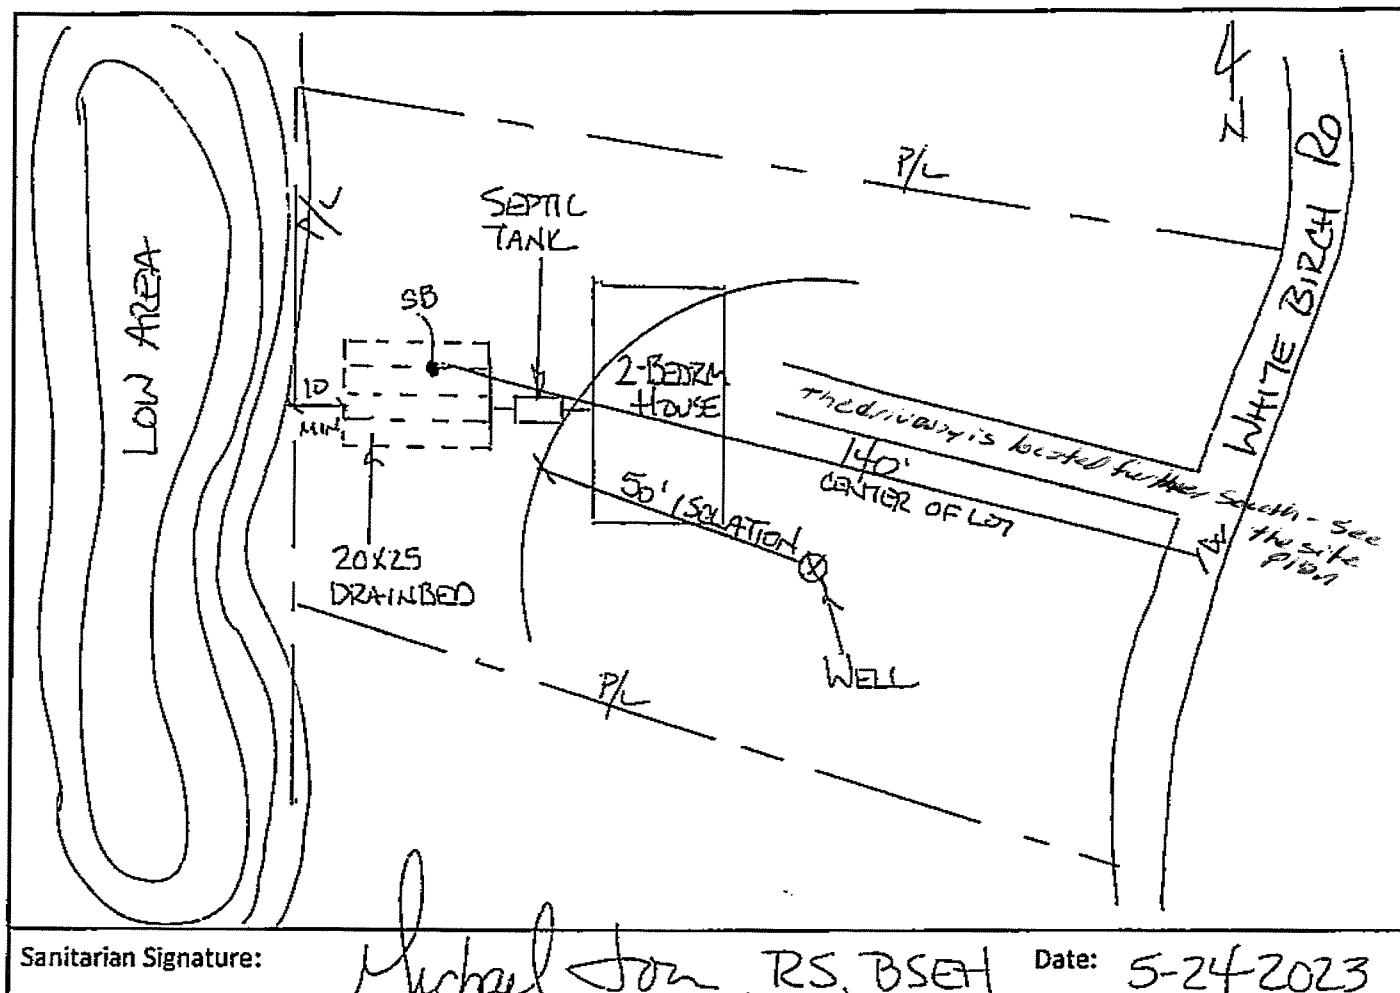 N
P/L
P/L
SEPTIC
TANK
SB
LOW AREA
WHITE BIRCH RD
2-BEDRM
HOUSE
10
MIN.
The driveway is located further south - see
the site
plan
140'
CENTER OF LOT
50' ISOLATION
20X25
DRAINBED
WELL
P/L
Sanitarian Signature: Michael RS, BSEH Date: 5-24-2023